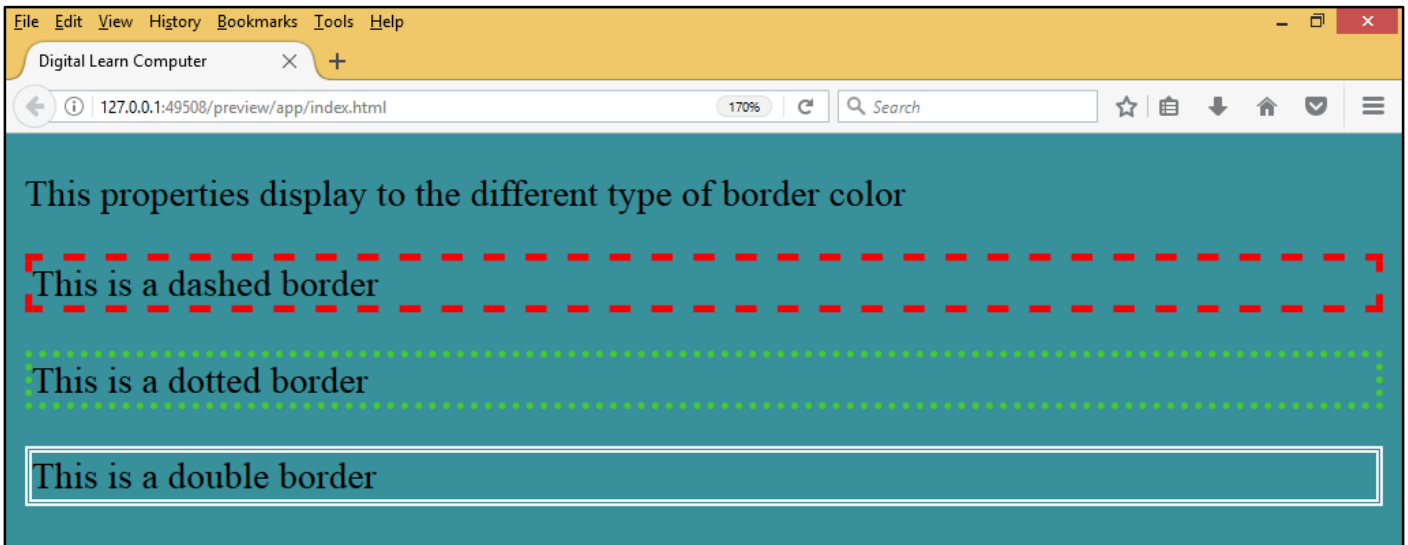 File Edit View History Bookmarks Tools Help
Digital Learn Computer
127.0.0.1:49508/preview/app/index.html 170% Search
This properties display to the different type of border color
This is a dashed border
This is a dotted border
This is a double border